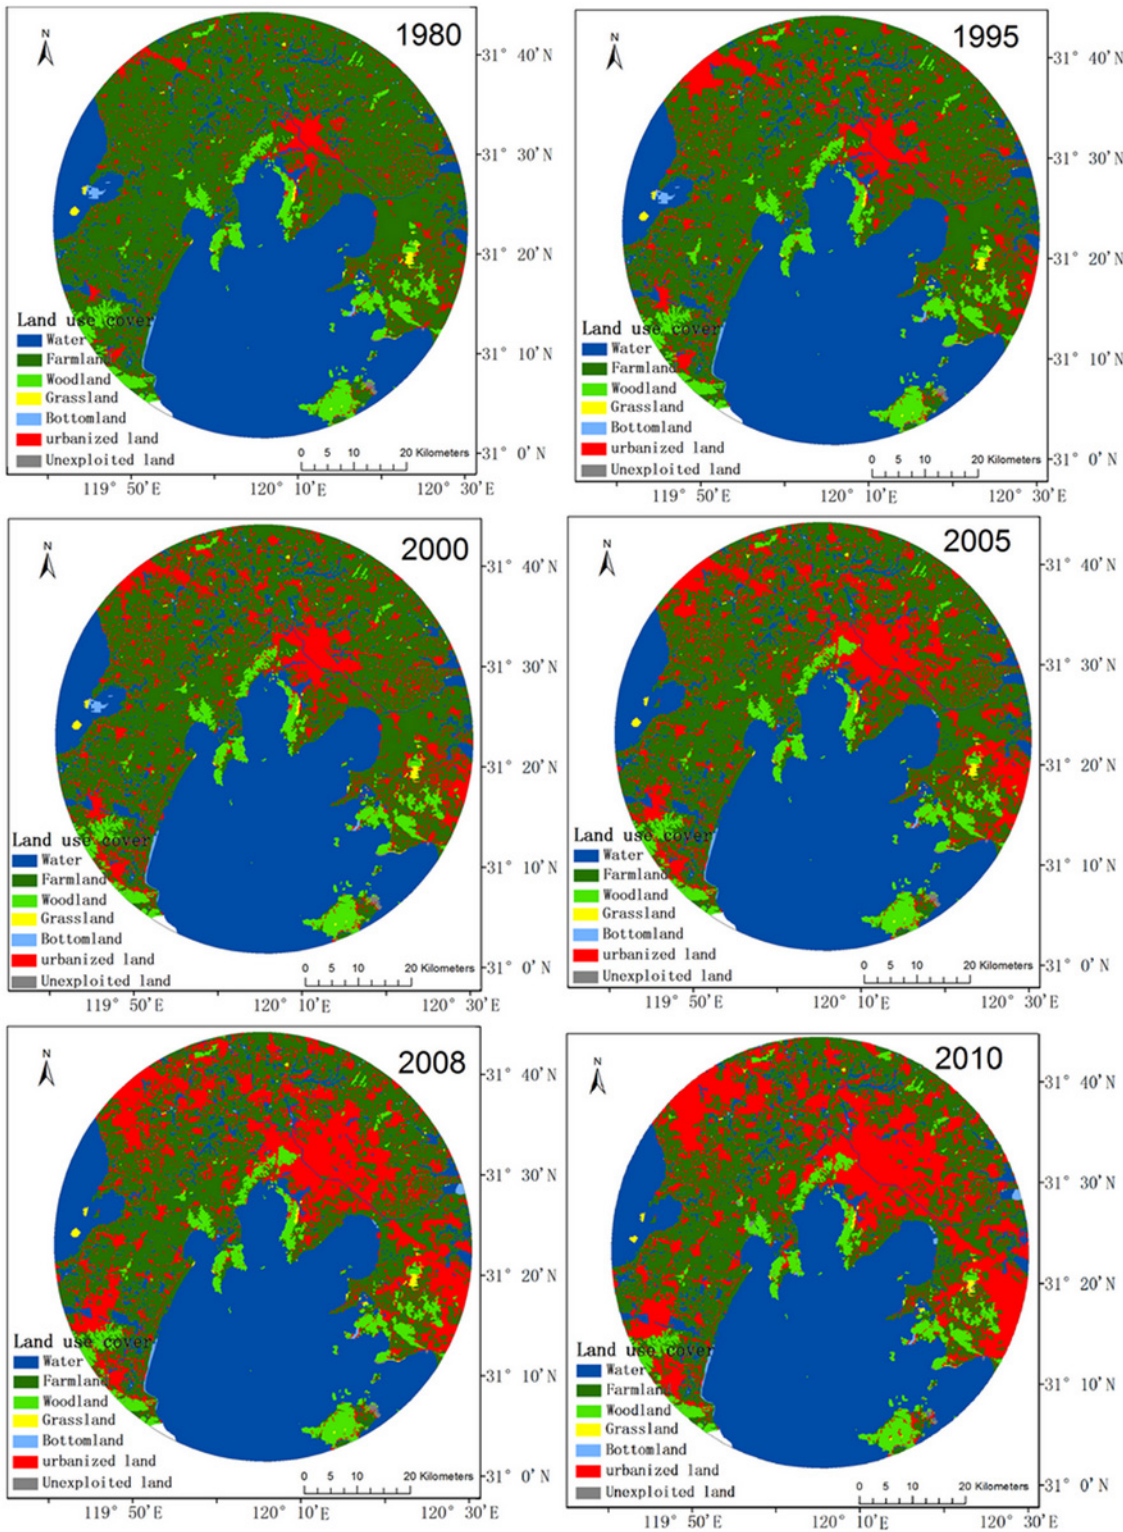 N
1980
31° 40'N
31° 30'N
31° 20'N
31° 10'N
31° 0'N
Land use cover
Water
Farmland
Woodland
Grassland
Bottomland
urbanized land
Unexploited land
0 5 10 20 Kilometers
119° 50'E 120° 10'E 120° 30'E
N
1995
31° 40'N
31° 30'N
31° 20'N
31° 10'N
31° 0'N
Land use cover
Water
Farmland
Woodland
Grassland
Bottomland
urbanized land
Unexploited land
0 5 10 20 Kilometers
119° 50'E 120° 10'E 120° 30'E
N
2000
31° 40'N
31° 30'N
31° 20'N
31° 10'N
31° 0'N
Land use cover
Water
Farmland
Woodland
Grassland
Bottomland
urbanized land
Unexploited land
0 5 10 20 Kilometers
119° 50'E 120° 10'E 120° 30'E
N
2005
31° 40'N
31° 30'N
31° 20'N
31° 10'N
31° 0'N
Land use cover
Water
Farmland
Woodland
Grassland
Bottomland
urbanized land
Unexploited land
0 5 10 20 Kilometers
119° 50'E 120° 10'E 120° 30'E
N
2008
31° 40'N
31° 30'N
31° 20'N
31° 10'N
31° 0'N
Land use cover
Water
Farmland
Woodland
Grassland
Bottomland
urbanized land
Unexploited land
0 5 10 20 Kilometers
119° 50'E 120° 10'E 120° 30'E
N
2010
31° 40'N
31° 30'N
31° 20'N
31° 10'N
31° 0'N
Land use cover
Water
Farmland
Woodland
Grassland
Bottomland
urbanized land
Unexploited land
0 5 10 20 Kilometers
119° 50'E 120° 10'E 120° 30'E